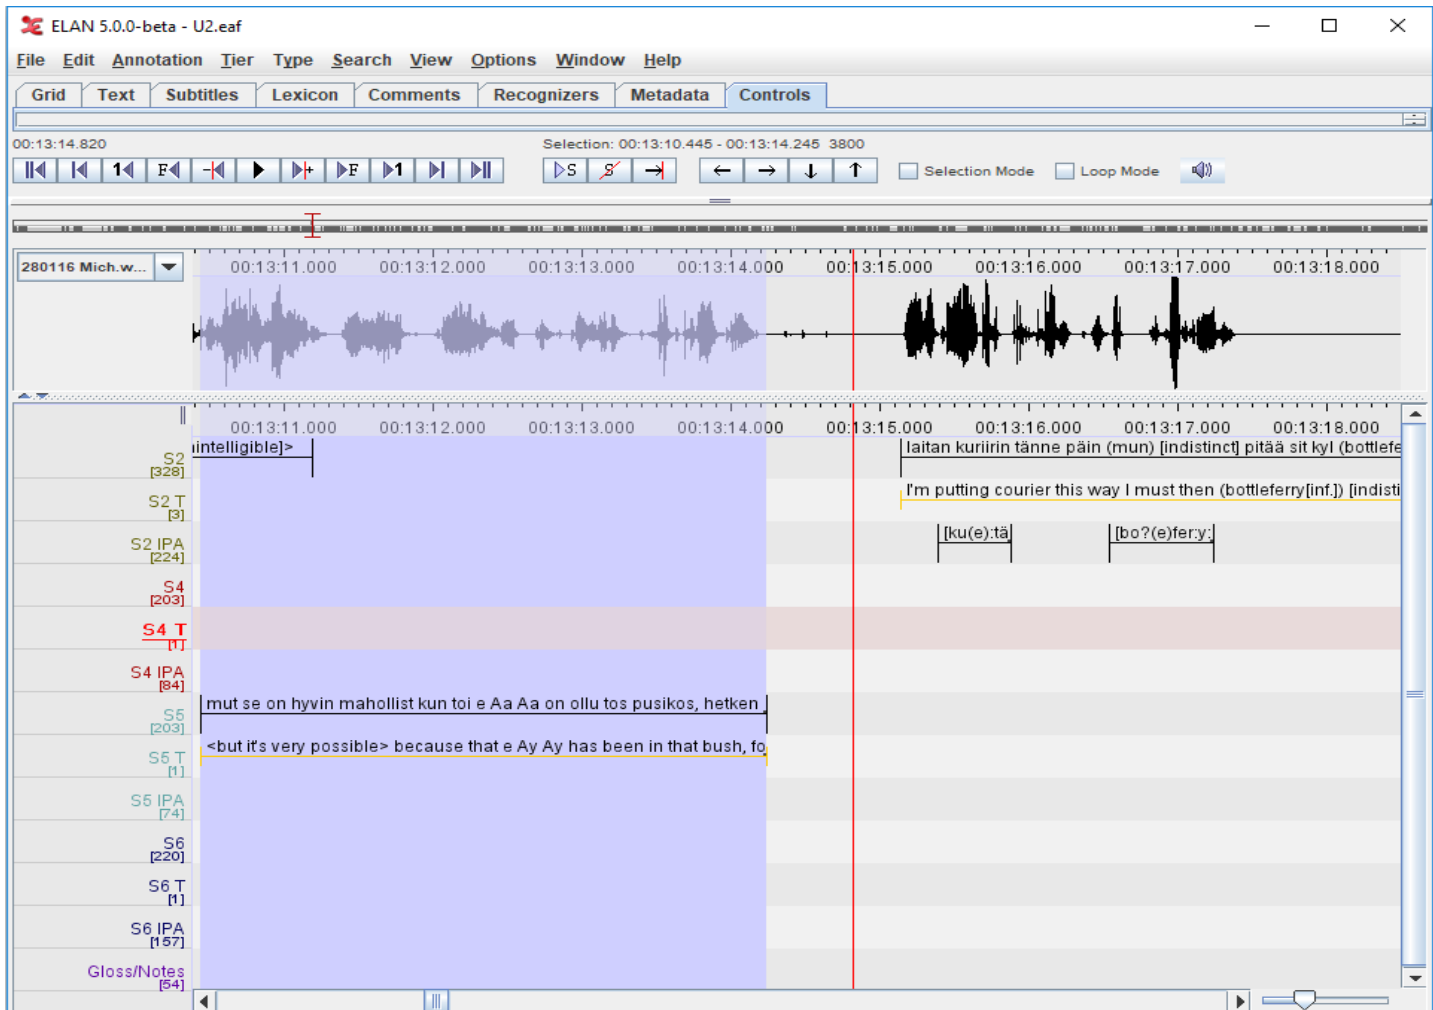 ELAN 5.0.0-beta - U2.eaf
File Edit Annotation Tier Type Search View Options Window Help
Grid Text Subtitles Lexicon Comments Recognizers Metadata Controls
00:13:14.820 Selection: 00:13:10.445 - 00:13:14.245 3800
1 F F 1 S S Selection Mode Loop Mode
280116 Mich.w... 00:13:11.000 00:13:12.000 00:13:13.000 00:13:14.000 00:13:15.000 00:13:16.000 00:13:17.000 00:13:18.000
00:13:11.000 00:13:12.000 00:13:13.000 00:13:14.000 00:13:15.000 00:13:16.000 00:13:17.000 00:13:18.000
intelligible]> laitan kuriirin tänne päin (mun) [indistinct] pitää sit kyl (bottlefe
S2
[328]
I'm putting courier this way I must then (bottleferry[inf.]) [indisti
S2 T
[3]
[ku(e):tä [bo?(e)fer:y:
S2 IPA
[224]
S4
[203]
S4 T
[1]
S4 IPA
[84]
mut se on hyvin mahollist kun toi e Aa Aa on ollu tos pusikos, hetken
S5
[203]
<but it's very possible> because that e Ay Ay has been in that bush, fo
S5 T
[1]
S5 IPA
[74]
S6
[220]
S6 T
[1]
S6 IPA
[157]
Gloss/Notes
[54]